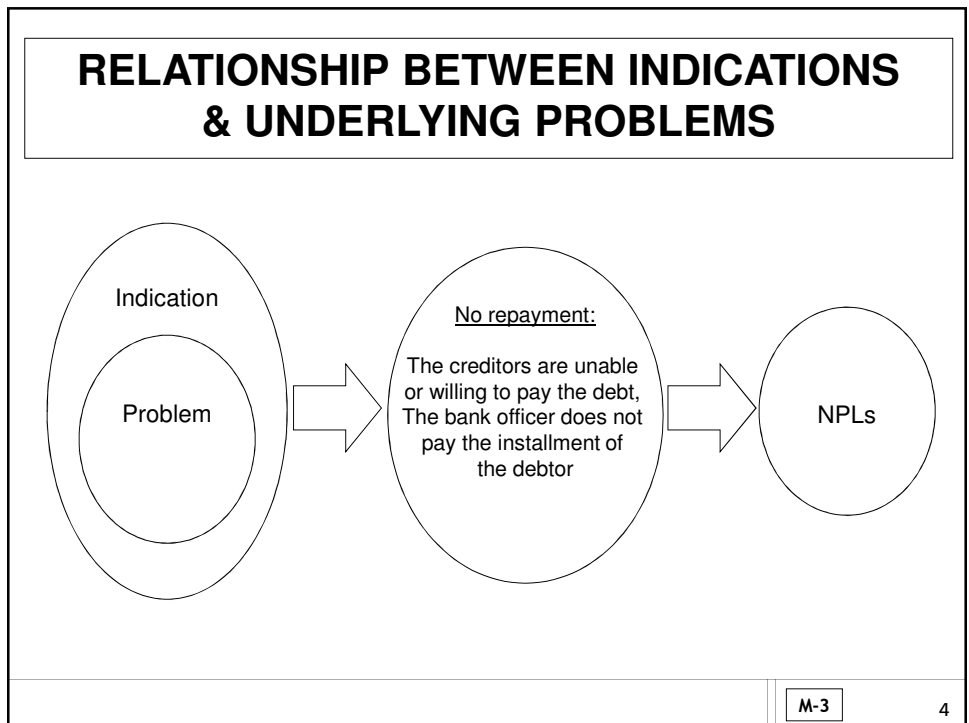 RELATIONSHIP BETWEEN INDICATIONS
& UNDERLYING PROBLEMS
Indication
Problem
No repayment:
The creditors are unable
or willing to pay the debt,
The bank officer does not
pay the installment of
the debtor
NPLs
M-3
4